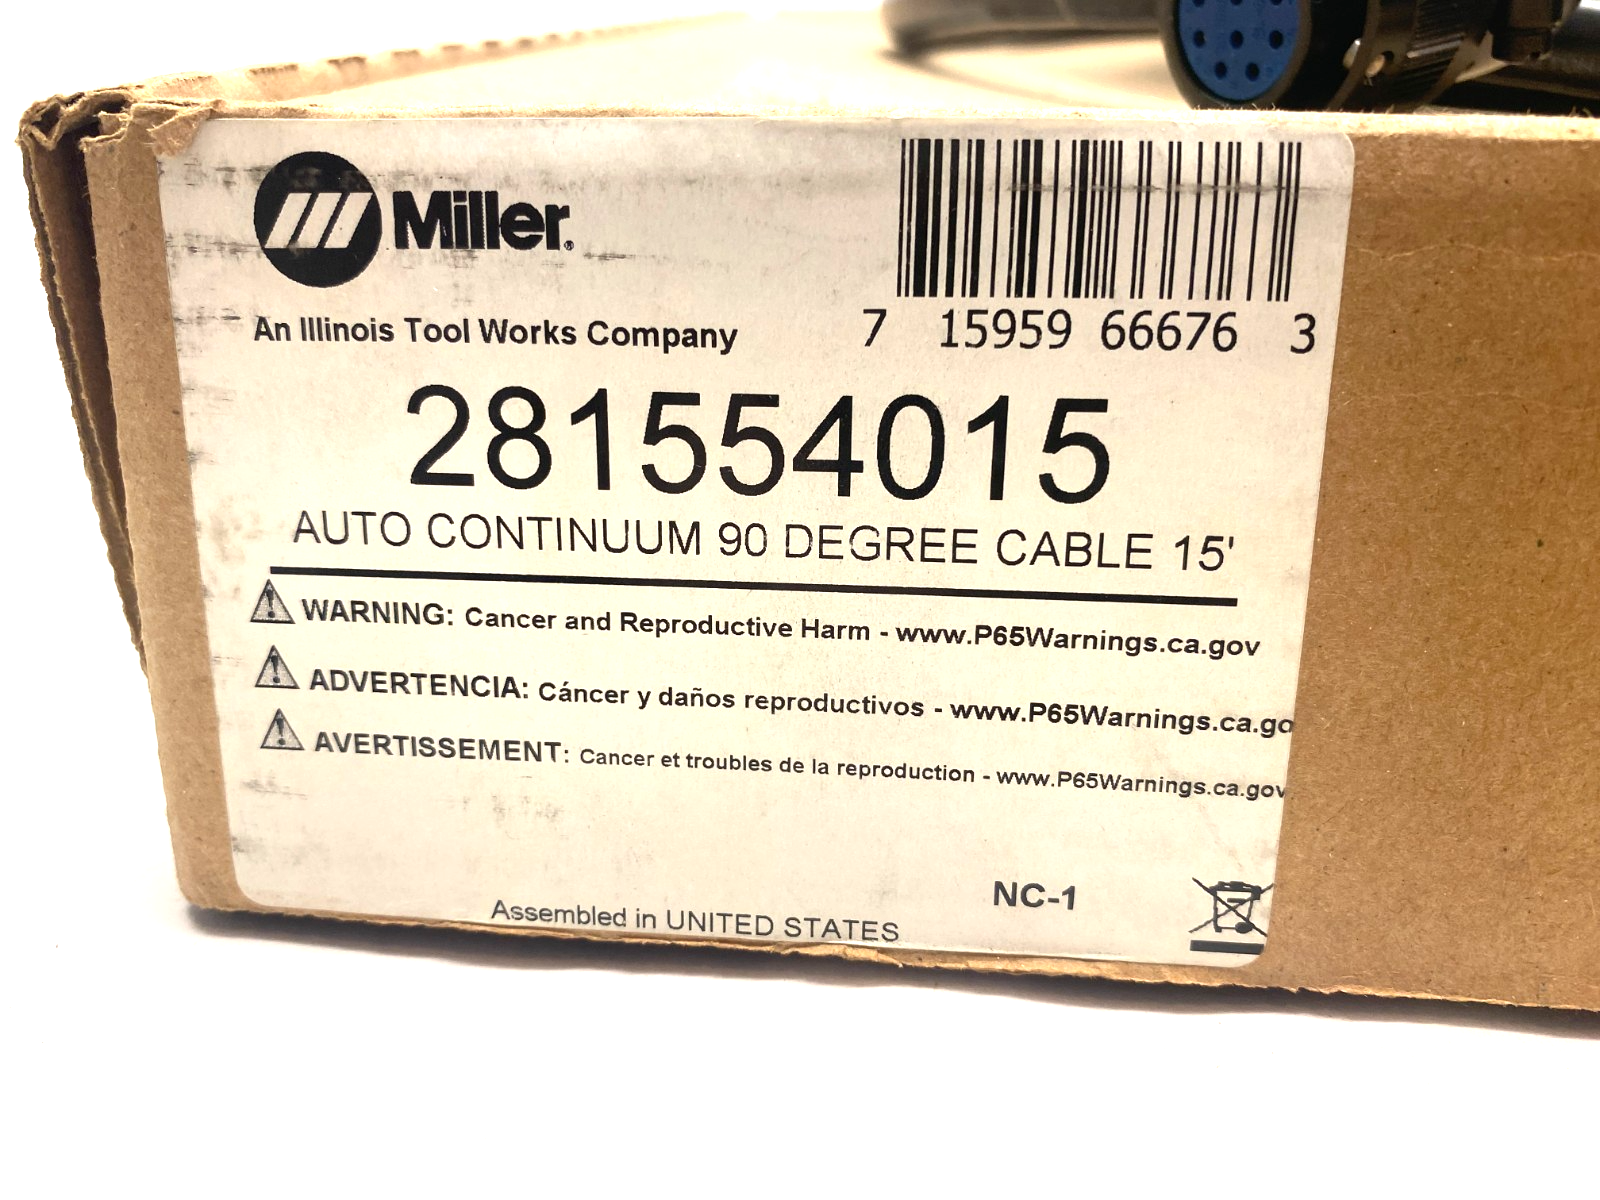 Miller®
An Illinois Tool Works Company
7 15959 66676 3
281554015
AUTO CONTINUUM 90 DEGREE CABLE 15'
WARNING: Cancer and Reproductive Harm - www.P65Warnings.ca.gov
ADVERTENCIA: Cáncer y daños reproductivos - www.P65Warnings.ca.go
AVERTISSEMENT: Cancer et troubles de la reproduction - www.P65Warnings.ca.gov
NC-1
Assembled in UNITED STATES